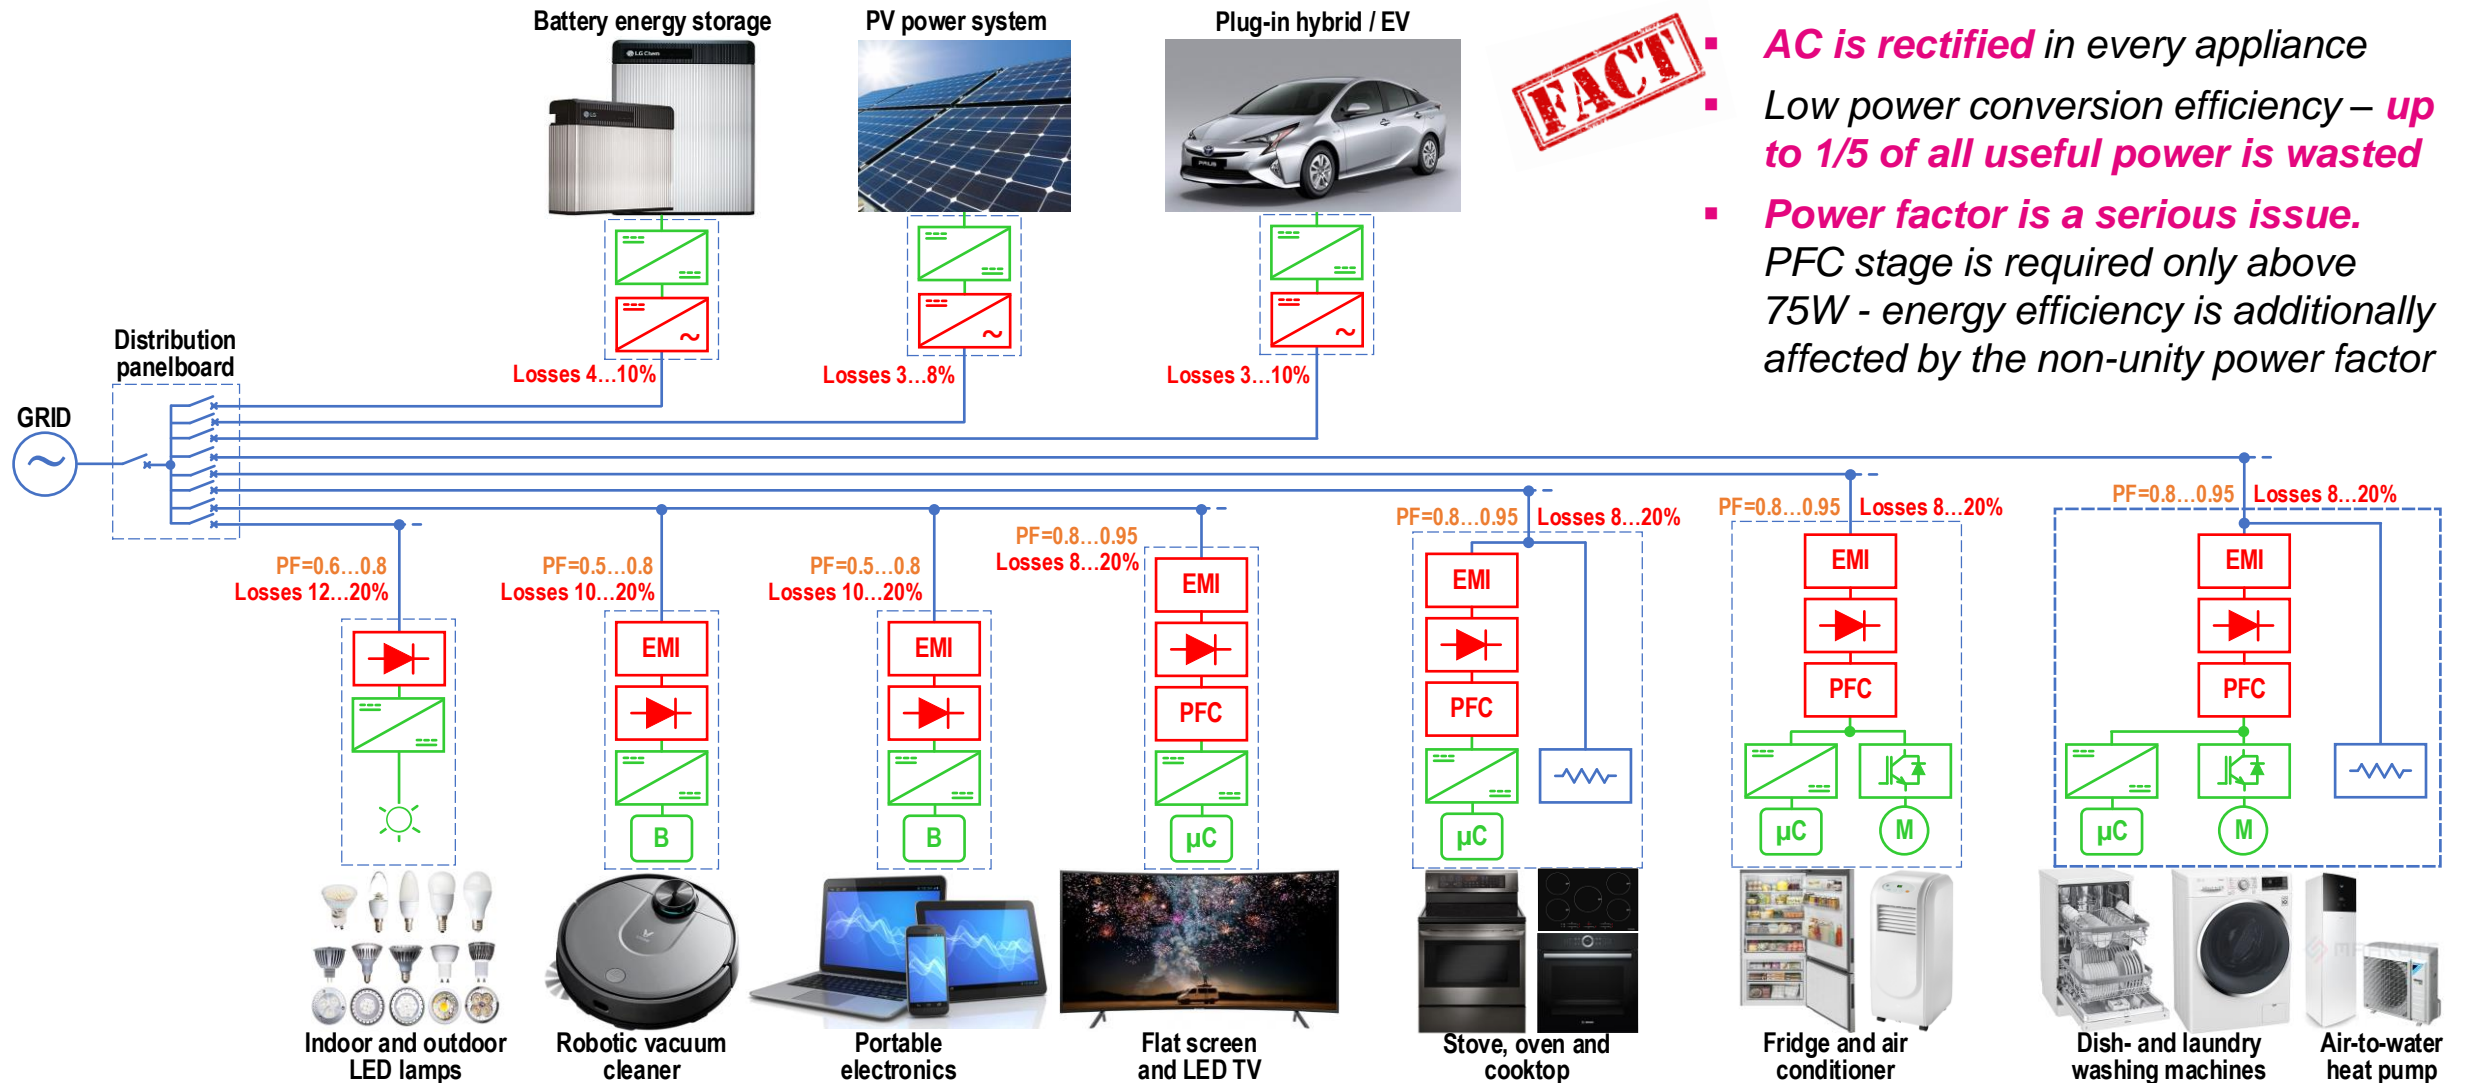 Battery energy storage
PV power system
Plug-in hybrid / EV
LG Chem
LG
PRIUS
FACT
▪ AC is rectified in every appliance
▪ Low power conversion efficiency – up
to 1/5 of all useful power is wasted
▪ Power factor is a serious issue.
PFC stage is required only above
75W - energy efficiency is additionally
affected by the non-unity power factor
Losses 4...10%
Losses 3...8%
Losses 3...10%
Distribution
panelboard
GRID
PF=0.6...0.8
Losses 12...20%
PF=0.5...0.8
Losses 10...20%
PF=0.5...0.8
Losses 10...20%
PF=0.8...0.95
Losses 8...20%
PF=0.8...0.95
Losses 8...20%
PF=0.8...0.95
Losses 8...20%
PF=0.8...0.95
Losses 8...20%
EMI
B
EMI
B
EMI
PFC
µC
EMI
PFC
µC
EMI
PFC
µC
M
EMI
PFC
µC
M
Indoor and outdoor
LED lamps
Robotic vacuum
cleaner
Portable
electronics
Flat screen
and LED TV
Stove, oven and
cooktop
Fridge and air
conditioner
Dish- and laundry
washing machines
Air-to-water
heat pump